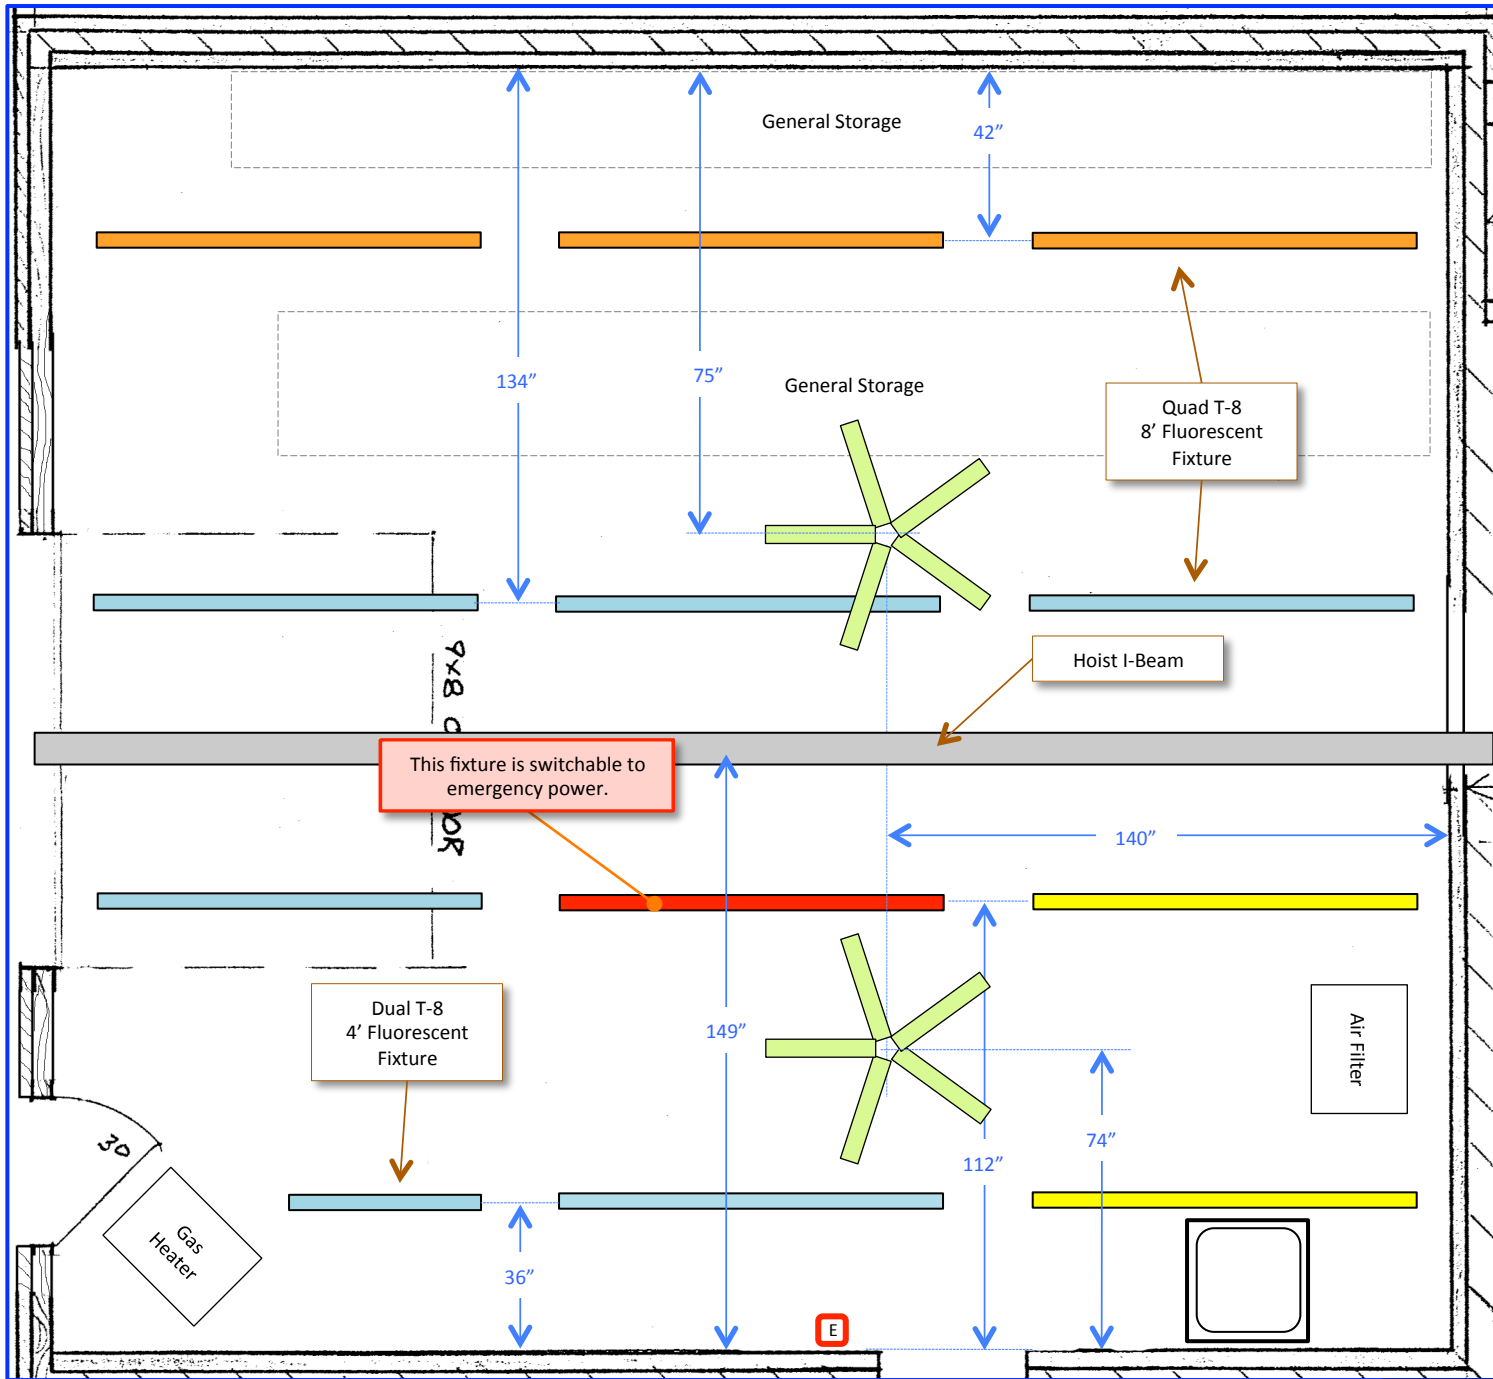 General Storage
42”
134”
75”
General Storage
Quad T-8
8’ Fluorescent
Fixture
9x8 O
OOR
Hoist I-Beam
This fixture is switchable to
emergency power.
140”
Dual T-8
4’ Fluorescent
Fixture
149”
Air Filter
30
74”
112”
Gas
Heater
36”
E